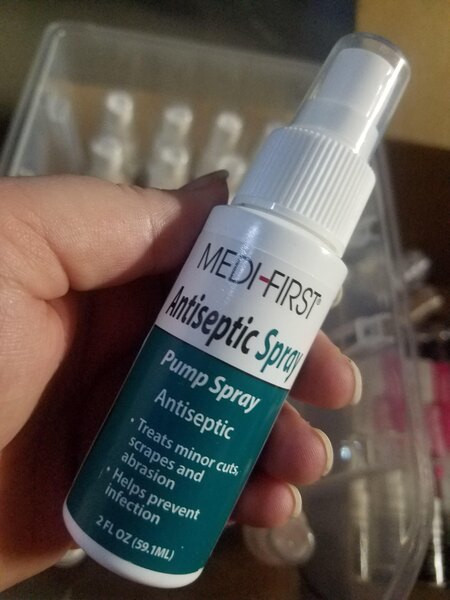 MEDI-FIRST®
Antiseptic Spray
Pump Spray
Antiseptic
• Treats minor cuts,
scrapes and
abrasion
• Helps prevent
infection
2 FL OZ (59.1ML)